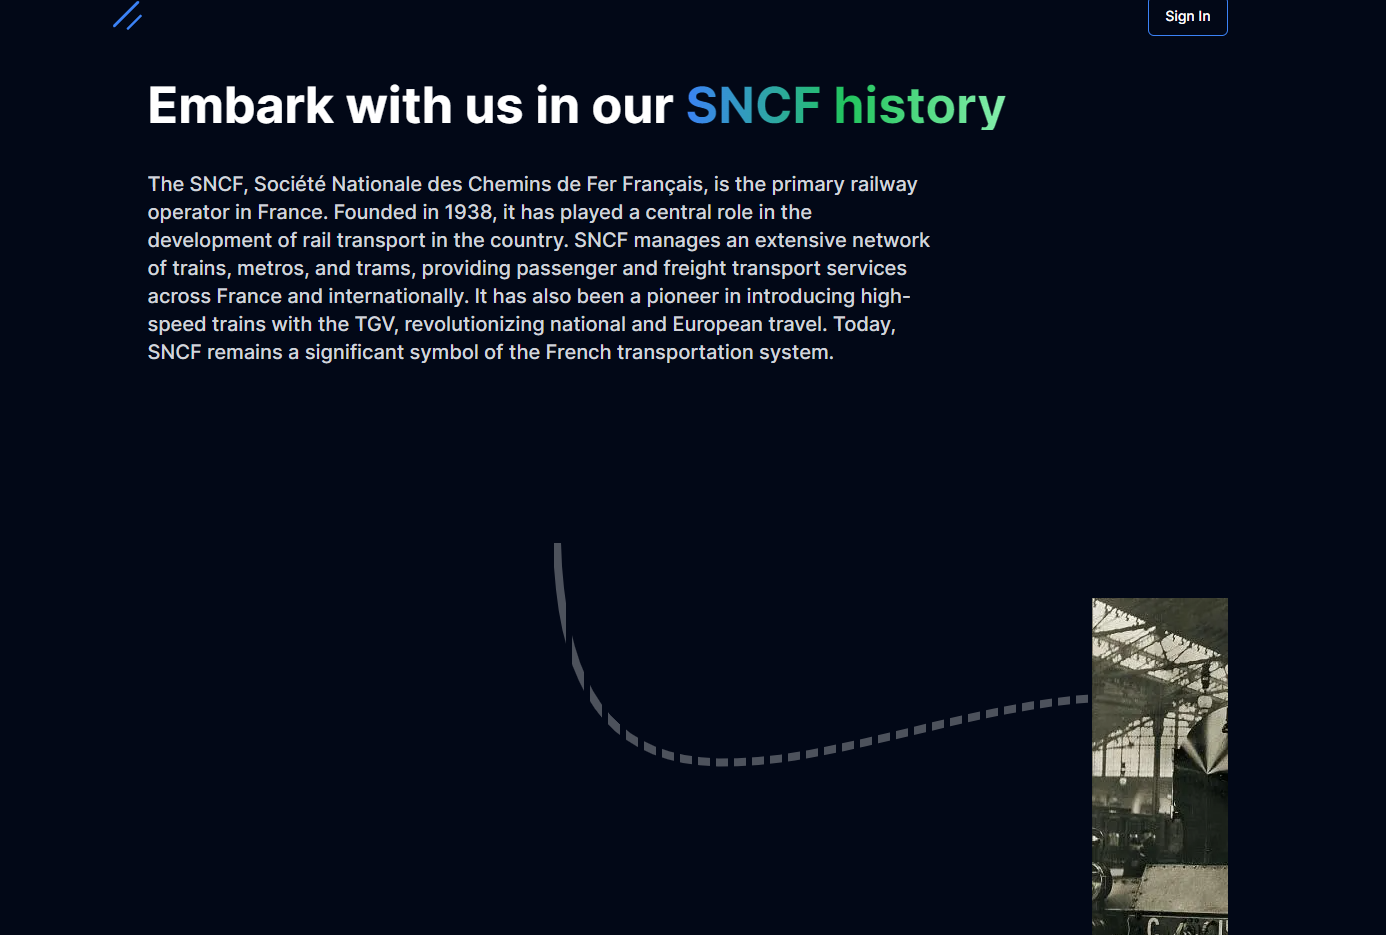 Sign In
Embark with us in our SNCF history
The SNCF, Société Nationale des Chemins de Fer Français, is the primary railway
operator in France. Founded in 1938, it has played a central role in the
development of rail transport in the country. SNCF manages an extensive network
of trains, metros, and trams, providing passenger and freight transport services
across France and internationally. It has also been a pioneer in introducing high-
speed trains with the TGV, revolutionizing national and European travel. Today,
SNCF remains a significant symbol of the French transportation system.